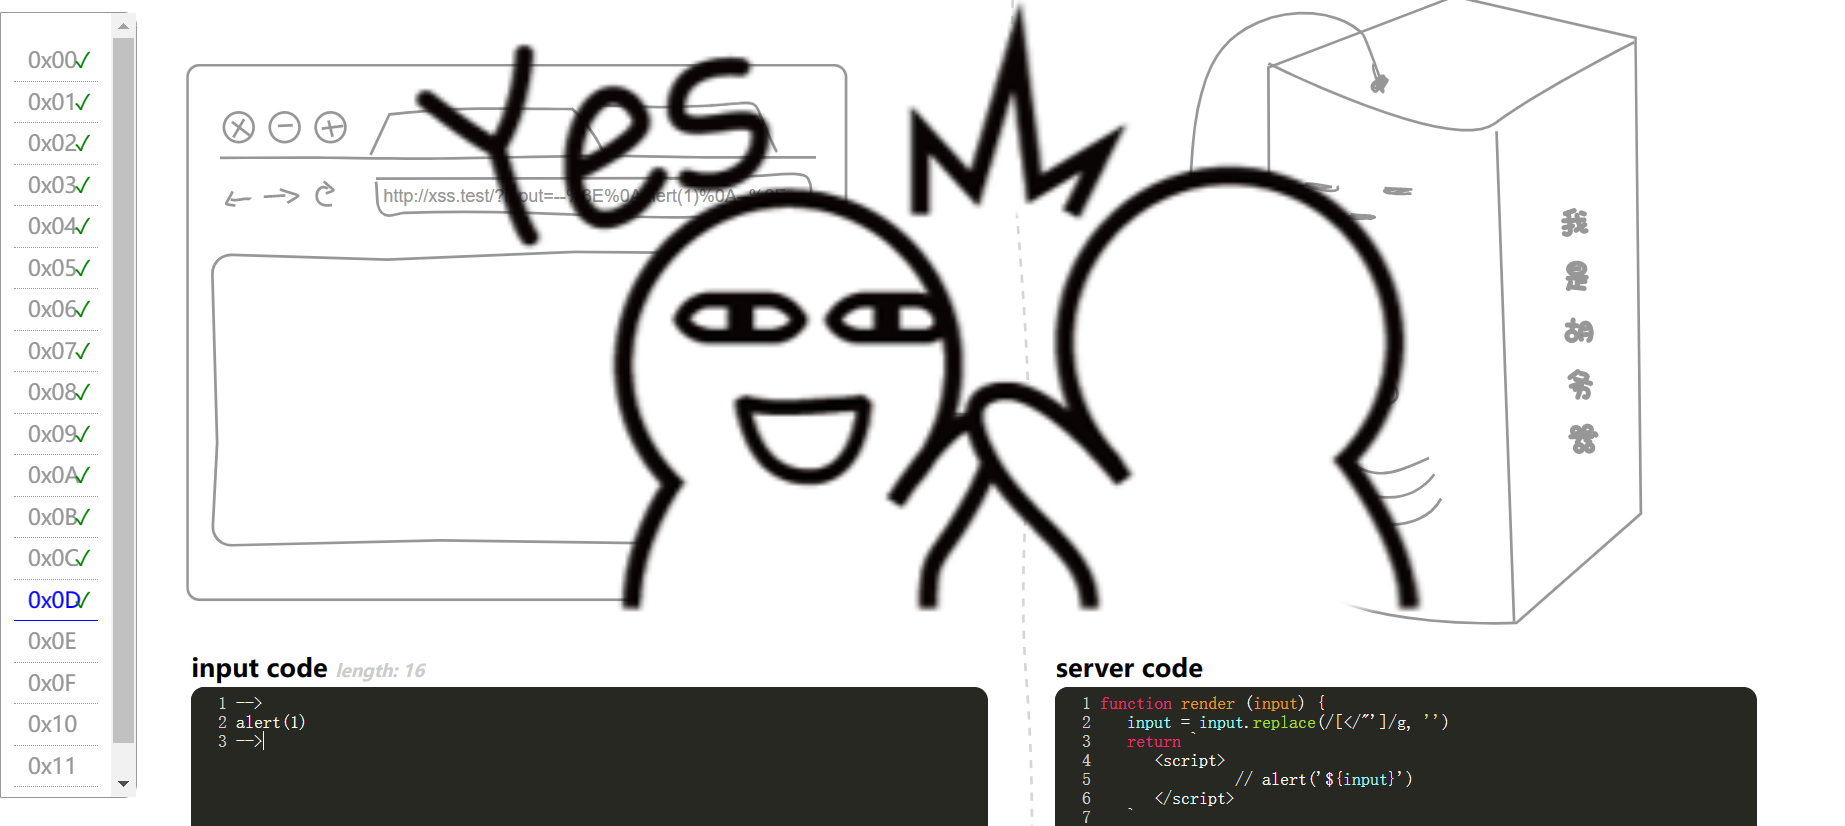 0x00✓
0x01✓
0x02✓
0x03✓
0x04✓
0x05✓
0x06✓
0x07✓
0x08✓
0x09✓
0x0A✓
0x0B✓
0x0C✓
0x0D✓
0x0E
0x0F
0x10
0x11
Yes
我
是
胡
爷
input code length: 16
1 -->
2 alert(1)
3 -->
server code
1 function render (input) {
2 input = input.replace(/[</"']/g, '')
3 return `
4 <script>
5 // alert('${input}')
6 </script>
7 `